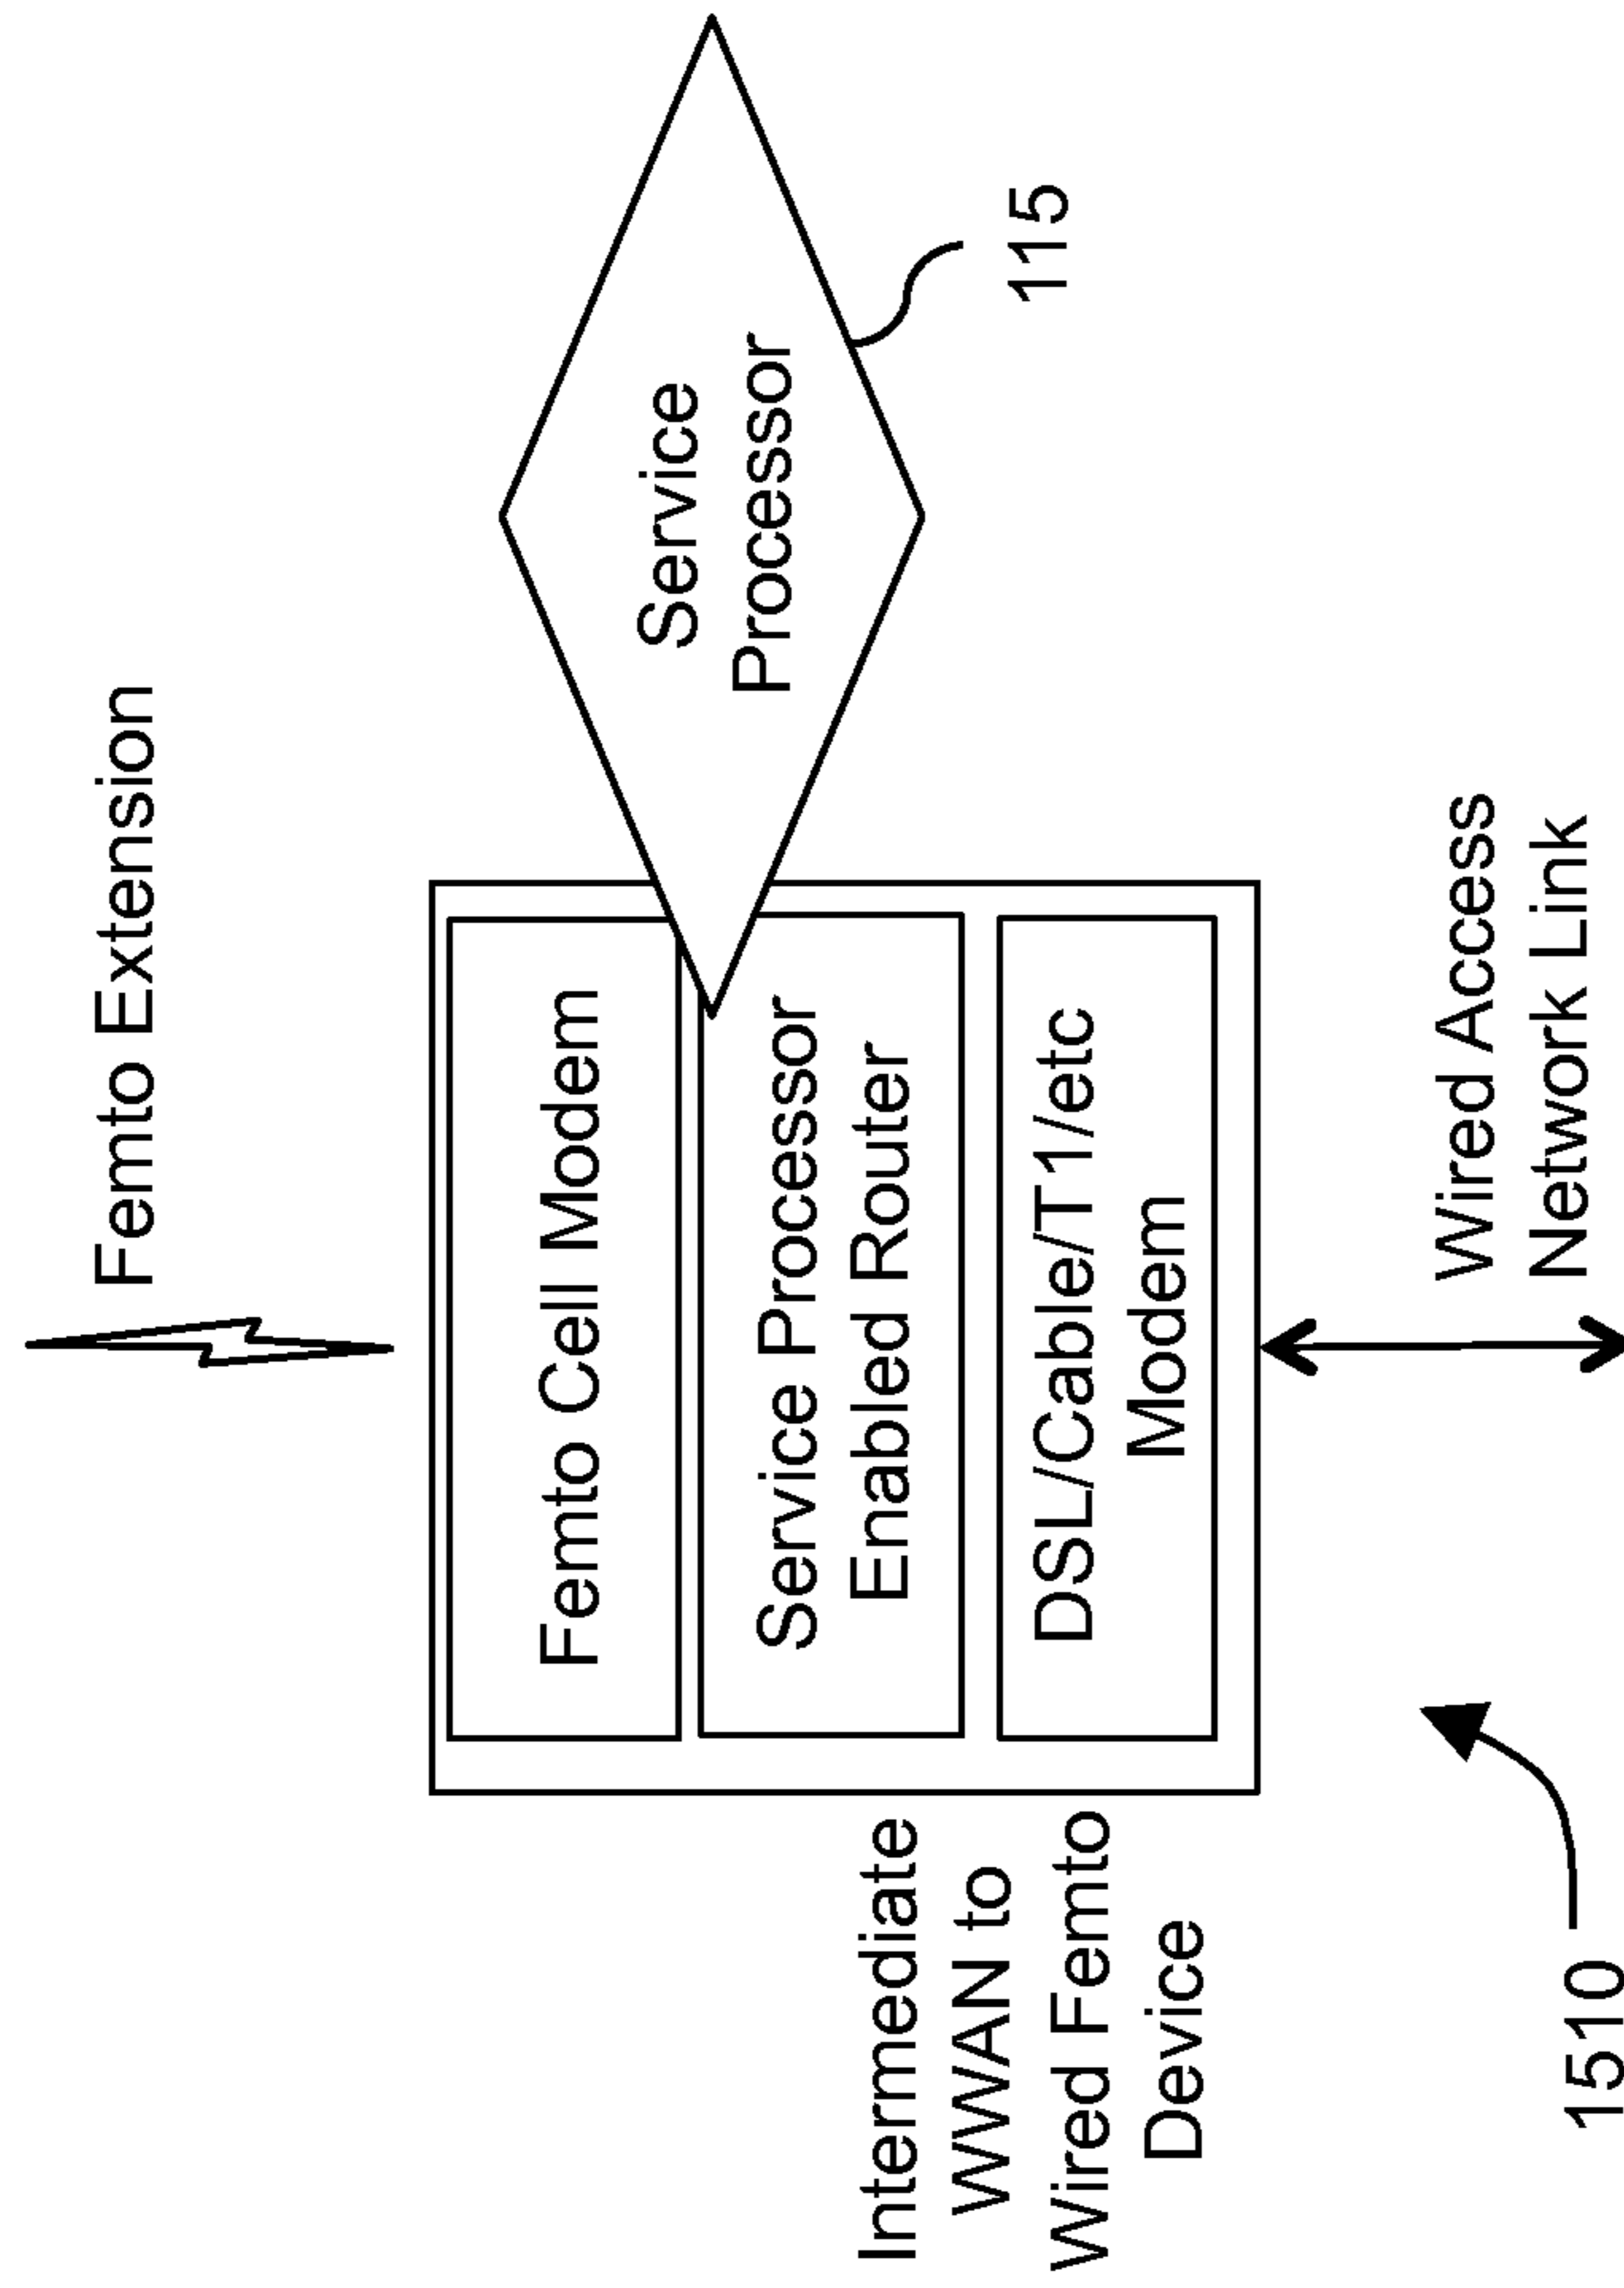 Femto Extension
Femto Cell Modem
Service Processor
Enabled Router
DSL/Cable/T1/etc
Modem
Service
Processor
115
Intermediate
WWAN to
Wired Femto
Device
Wired Access
Network Link
1510